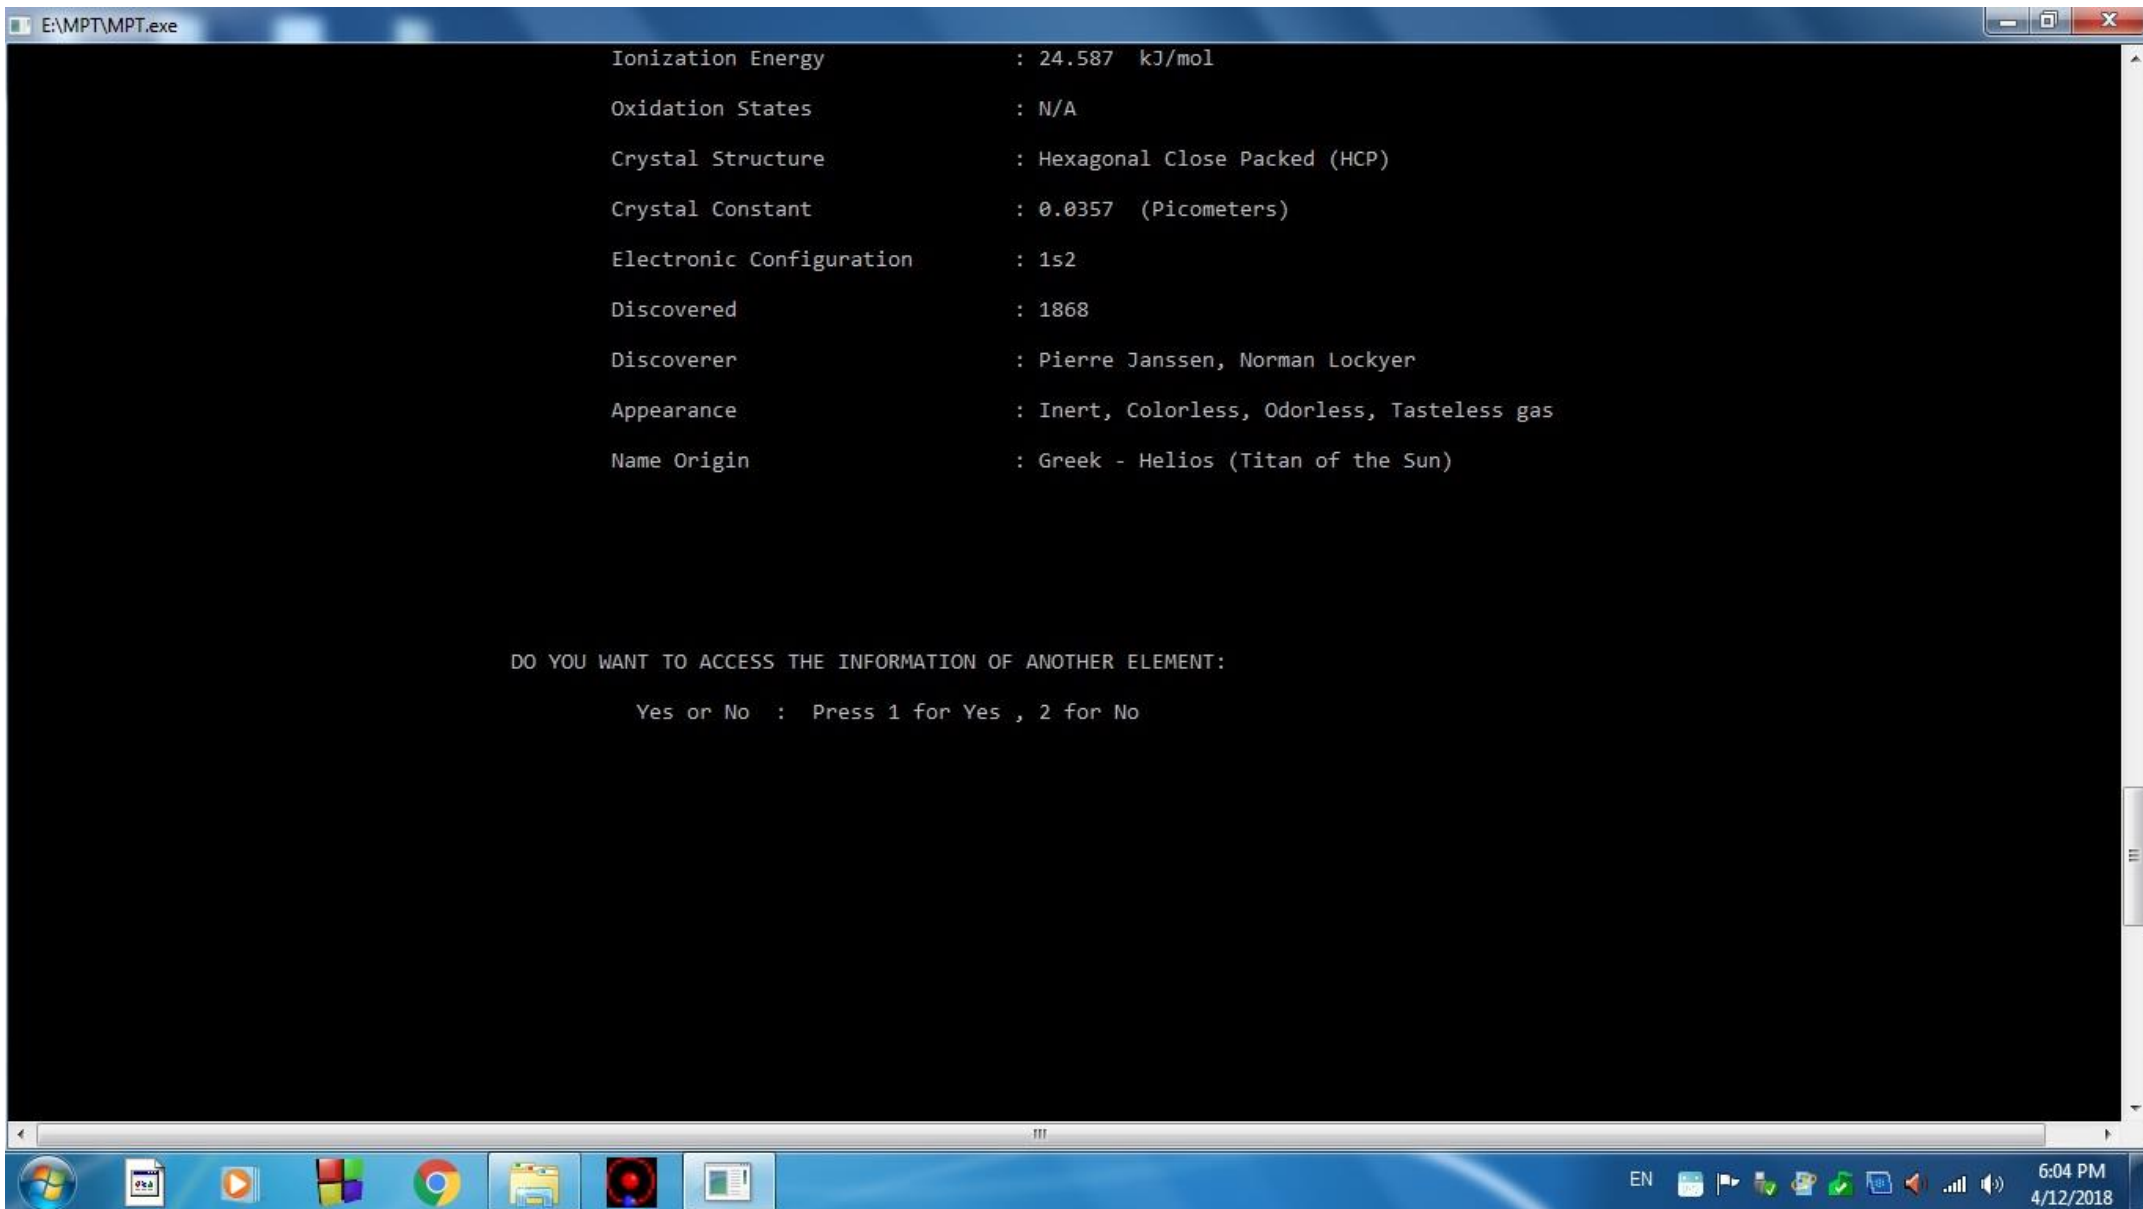 E:\MPT\MPT.exe
Ionization Energy : 24.587 kJ/mol
Oxidation States : N/A
Crystal Structure : Hexagonal Close Packed (HCP)
Crystal Constant : 0.0357 (Picometers)
Electronic Configuration : 1s2
Discovered : 1868
Discoverer : Pierre Janssen, Norman Lockyer
Appearance : Inert, Colorless, Odorless, Tasteless gas
Name Origin : Greek - Helios (Titan of the Sun)
DO YOU WANT TO ACCESS THE INFORMATION OF ANOTHER ELEMENT:
Yes or No : Press 1 for Yes , 2 for No
EN
6:04 PM
4/12/2018